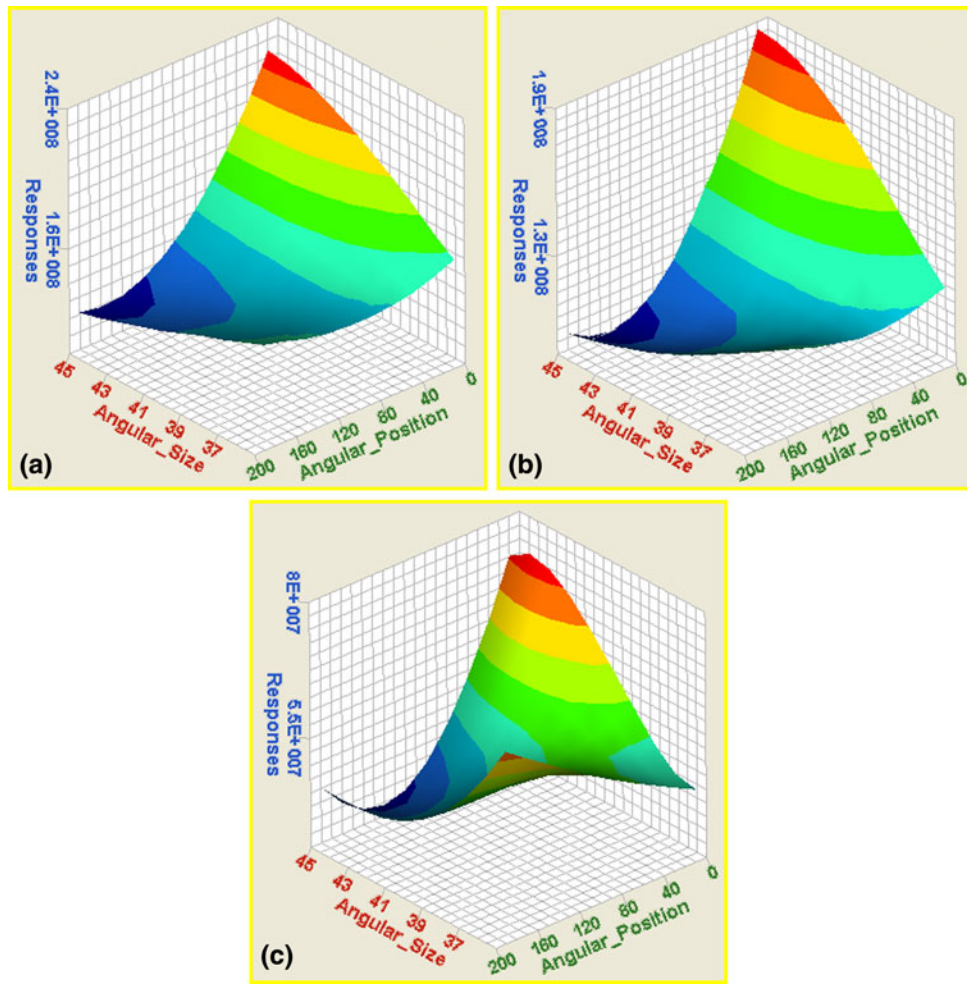 2.4E+008
1.6E+008
Responses
45
43
41
39
37
Angular_Size
200
160
120
80
40
0
Angular_Position
(a)
1.9E+008
1.3E+008
Responses
45
43
41
39
37
Angular_Size
200
160
120
80
40
0
Angular_Position
(b)
8E+007
5.5E+007
Responses
45
43
41
39
37
Angular_Size
200
160
120
80
40
0
Angular_Position
(c)